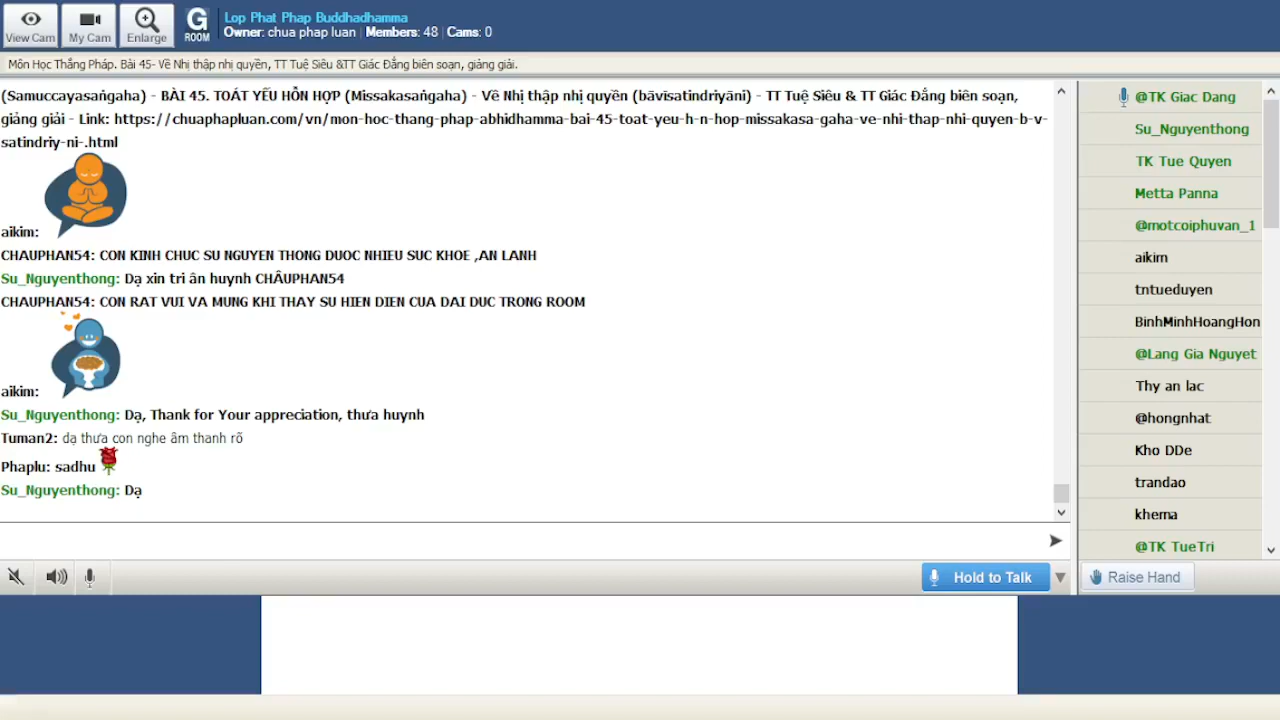 View Cam
My Cam
Enlarge
G
ROOM
Lop Phat Phap Buddhadhamma
Owner: chua phap luan | Members: 48 | Cams: 0
Môn Học Thắng Pháp. Bài 45- Về Nhị thập nhị quyền, TT Tuệ Siêu &TT Giác Đẳng biên soạn, giảng giải.
(Samuccayasaṅgaha) - BÀI 45. TOÁT YẾU HỖN HỢP (Missakasaṅgaha) - Về Nhị thập nhị quyền (bāvīsatindriyāni) - TT Tuệ Siêu & TT Giác Đẳng biên soạn,
giảng giải - Link: https://chuaphapluan.com/vn/mon-hoc-thang-phap-abhidhamma-bai-45-toat-yeu-h-n-hop-missakasa-gaha-ve-nhi-thap-nhi-quyen-b-v-
satindriy-ni-.html
aikim:
CHAUPHAN54: CON KINH CHUC SU NGUYEN THONG DUOC NHIEU SUC KHOE ,AN LANH
Su_Nguyenthong: Dạ xin tri ân huynh CHÂUPHAN54
CHAUPHAN54: CON RAT VUI VA MUNG KHI THAY SU HIEN DIEN CUA DAI DUC TRONG ROOM
aikim:
Su_Nguyenthong: Dạ, Thank for Your appreciation, thưa huynh
Tuman2: dạ thưa con nghe âm thanh rõ
Phaplu: sadhu
Su_Nguyenthong: Dạ
Hold to Talk
@TK Giac Dang
Su_Nguyenthong
TK Tue Quyen
Metta Panna
@motcoiphuvan_1
aikim
tntueduyen
BinhMinhHoangHon
@Lang Gia Nguyet
Thy an lac
@hongnhat
Kho DDe
trandao
khema
@TK TueTri
Raise Hand